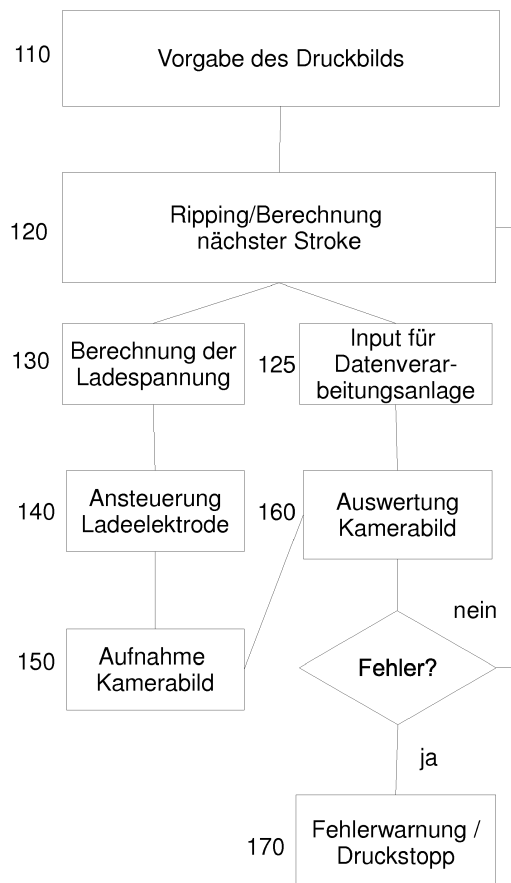 110
Vorgabe des Druckbilds
120
Ripping/Berechnung
nächster Stroke
130
Berechnung der
Ladespannung
125
Input für
Datenverar-
beitungsanlage
140
Ansteuerung
Ladeelektrode
160
Auswertung
Kamerabild
150
Aufnahme
Kamerabild
nein
Fehler?
ja
170
Fehlerwarnung /
Druckstopp